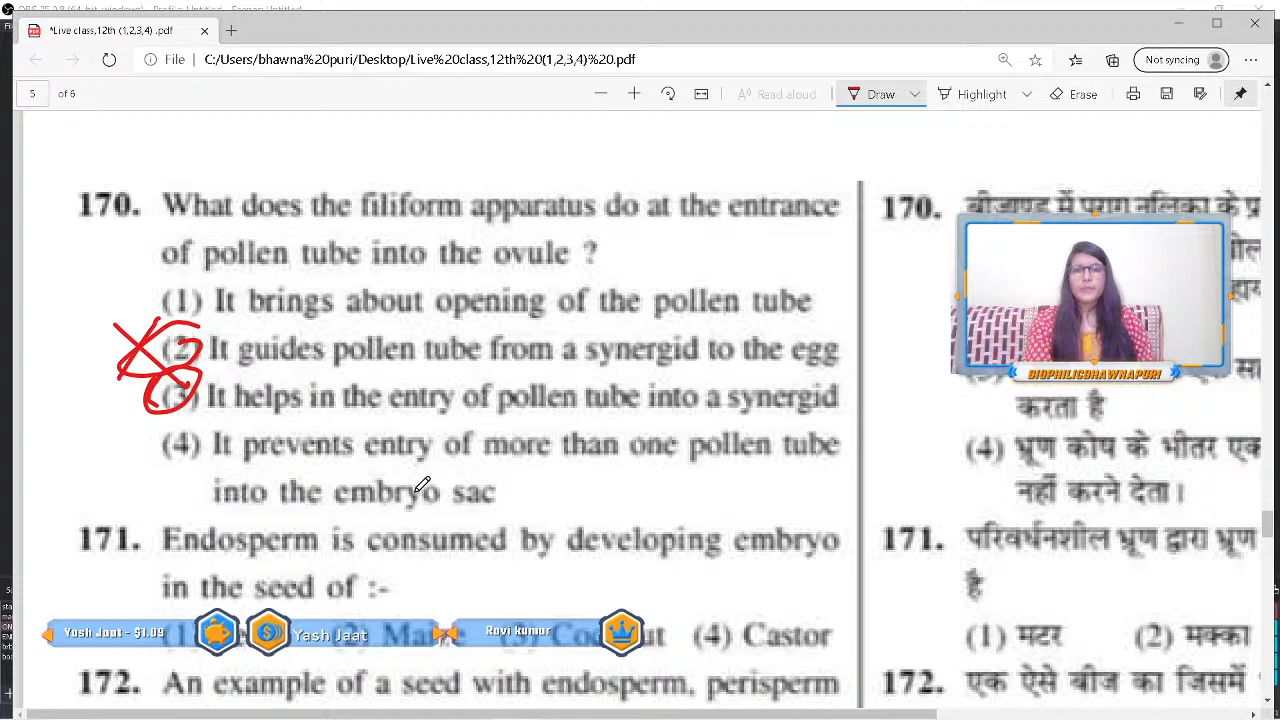 *Live class,12th (1,2,3,4) .pdf
File
C:/Users/bhawna%20puri/Desktop/Live%20class,12th%20(1,2,3,4)%20.pdf
Not syncing
5 of 6
Read aloud
Draw
Highlight
Erase
170. What does the filiform apparatus do at the entrance
of pollen tube into the ovule ?
(1) It brings about opening of the pollen tube
(2) It guides pollen tube from a synergid to the egg
(3) It helps in the entry of pollen tube into a synergid
(4) It prevents entry of more than one pollen tube
into the embryo sac
171. Endosperm is consumed by developing embryo
in the seed of :-
(4) Castor
172. An example of a seed with endosperm, perisperm
170. बीजाण्ड में पराग नलिका के
BIOPHILICBHAWNAPURI
करता है
(4) भ्रूण कोष के भीतर एक
नहीं करने देता।
171. परिवर्धनशील भ्रूण द्वारा भ्रूण
है
(1) मटर (2) मक्का
172. एक ऐसे बीज का जिसमें
Yash Jaat - $1.09
Yash Jaat
Ravi kumar